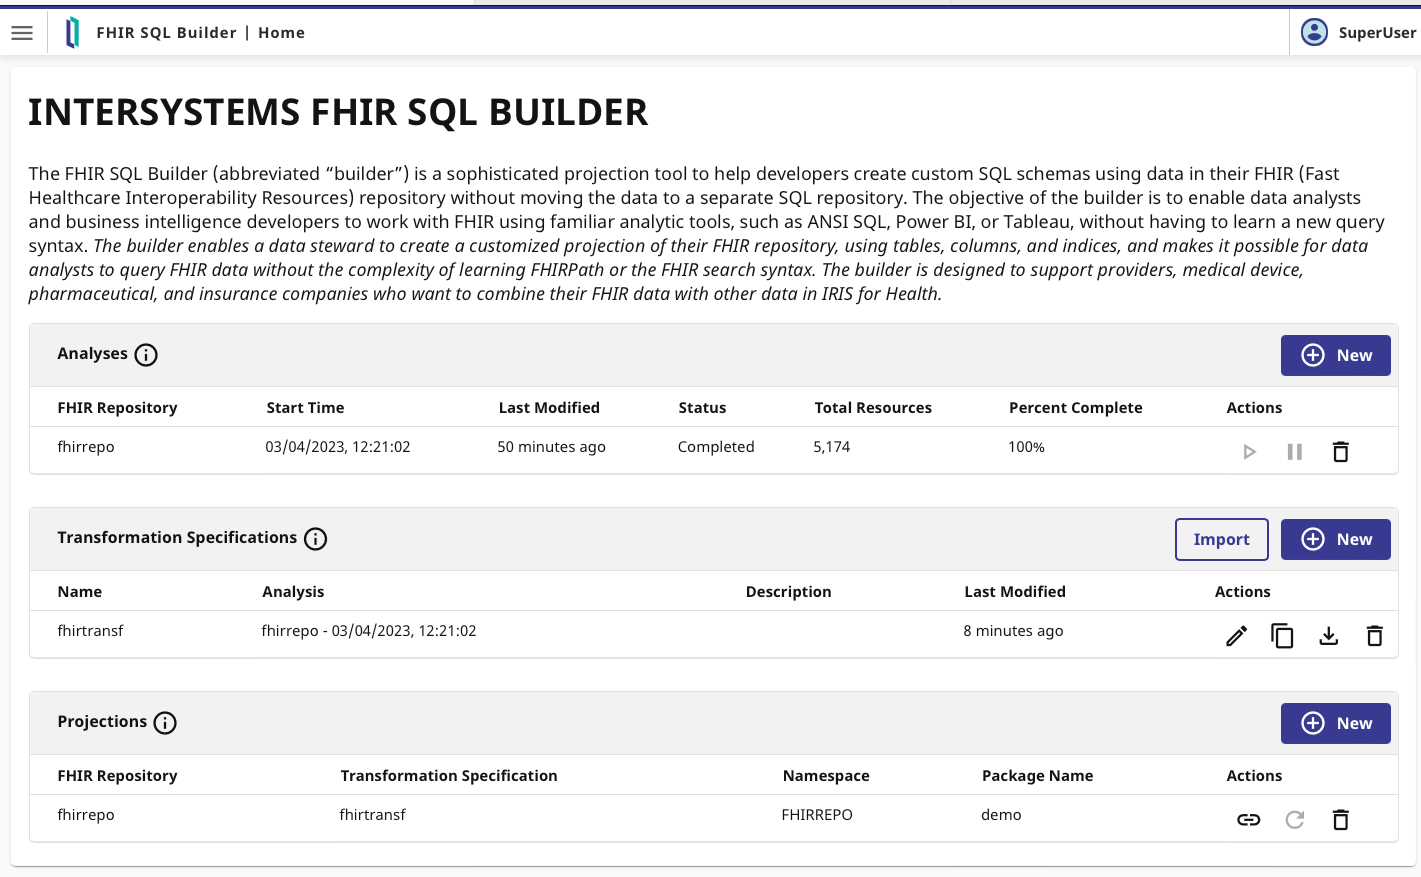 FHIR SQL Builder | Home
SuperUser
INTERSYSTEMS FHIR SQL BUILDER
The FHIR SQL Builder (abbreviated “builder”) is a sophisticated projection tool to help developers create custom SQL schemas using data in their FHIR (Fast
Healthcare Interoperability Resources) repository without moving the data to a separate SQL repository. The objective of the builder is to enable data analysts
and business intelligence developers to work with FHIR using familiar analytic tools, such as ANSI SQL, Power BI, or Tableau, without having to learn a new query
syntax. The builder enables a data steward to create a customized projection of their FHIR repository, using tables, columns, and indices, and makes it possible for data
analysts to query FHIR data without the complexity of learning FHIRPath or the FHIR search syntax. The builder is designed to support providers, medical device,
pharmaceutical, and insurance companies who want to combine their FHIR data with other data in IRIS for Health.
Analyses
New
FHIR Repository Start Time Last Modified Status Total Resources Percent Complete Actions
fhirrepo 03/04/2023, 12:21:02 50 minutes ago Completed 5,174 100%
Transformation Specifications
Import New
Name Analysis Description Last Modified Actions
fhirtransf fhirrepo - 03/04/2023, 12:21:02 8 minutes ago
Projections
New
FHIR Repository Transformation Specification Namespace Package Name Actions
fhirrepo fhirtransf FHIRREPO demo